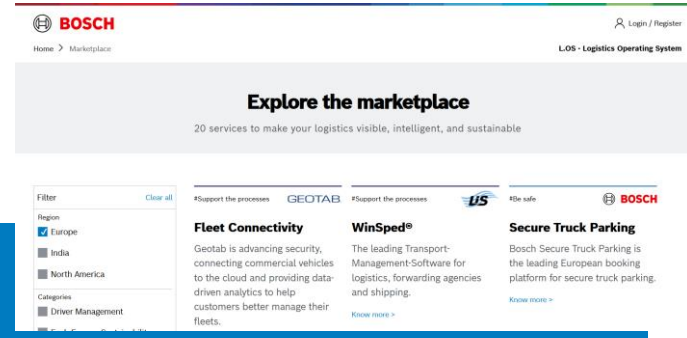 BOSCH
Login / Register
Home > Marketplace
L.OS - Logistics Operating System
Explore the marketplace
20 services to make your logistics visible, intelligent, and sustainable
Filter
Clear all
Region
Europe
India
North America
Categories
Driver Management
#Support the processes
GEOTAB
Fleet Connectivity
Geotab is advancing security,
connecting commercial vehicles
to the cloud and providing data-
driven analytics to help
customers better manage their
fleets.
#Support the processes
LIS
WinSped®
The leading Transport-
Management-Software for
logistics, forwarding agencies
and shipping.
Know more >
#Be safe
BOSCH
Secure Truck Parking
Bosch Secure Truck Parking is
the leading European booking
platform for secure truck parking.
Know more >